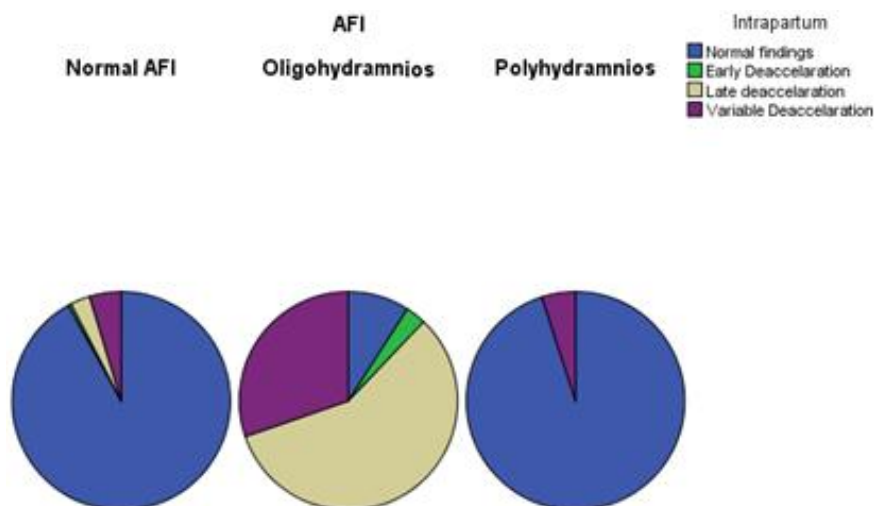 AFI
Normal AFI
Oligohydramnios
Polyhydramnios
Intrapartum
Normal findings
Early Deaccelaration
Late deaccelaration
Variable Deaccelaration